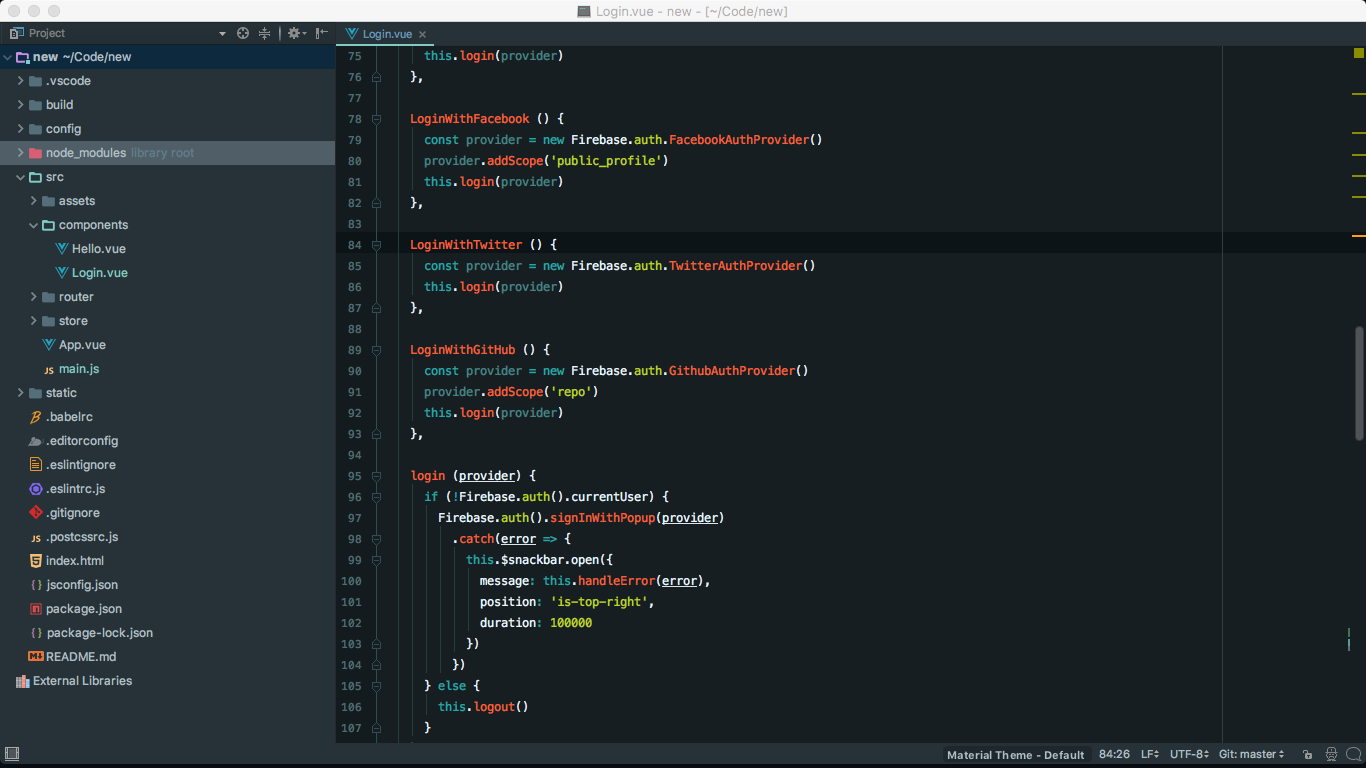 Login.vue - new - [~/Code/new]
Project
Login.vue
new ~/Code/new
.vscode
build
config
node_modules library root
src
assets
components
Hello.vue
Login.vue
router
store
App.vue
JS main.js
static
.babelrc
.editorconfig
.eslintignore
.eslintrc.js
.gitignore
JS .postcssrc.js
index.html
{ } jsconfig.json
package.json
{ } package-lock.json
README.md
External Libraries
75 this.login(provider)
76 },
77
78 LoginWithFacebook () {
79 const provider = new Firebase.auth.FacebookAuthProvider()
80 provider.addScope('public_profile')
81 this.login(provider)
82 },
83
84 LoginWithTwitter () {
85 const provider = new Firebase.auth.TwitterAuthProvider()
86 this.login(provider)
87 },
88
89 LoginWithGitHub () {
90 const provider = new Firebase.auth.GithubAuthProvider()
91 provider.addScope('repo')
92 this.login(provider)
93 },
94
95 login (provider) {
96 if (!Firebase.auth().currentUser) {
97 Firebase.auth().signInWithPopup(provider)
98 .catch(error => {
99 this.$snackbar.open({
100 message: this.handleError(error),
101 position: 'is-top-right',
102 duration: 100000
103 })
104 })
105 } else {
106 this.logout()
107 }
Material Theme - Default 84:26 LF UTF-8 Git: master